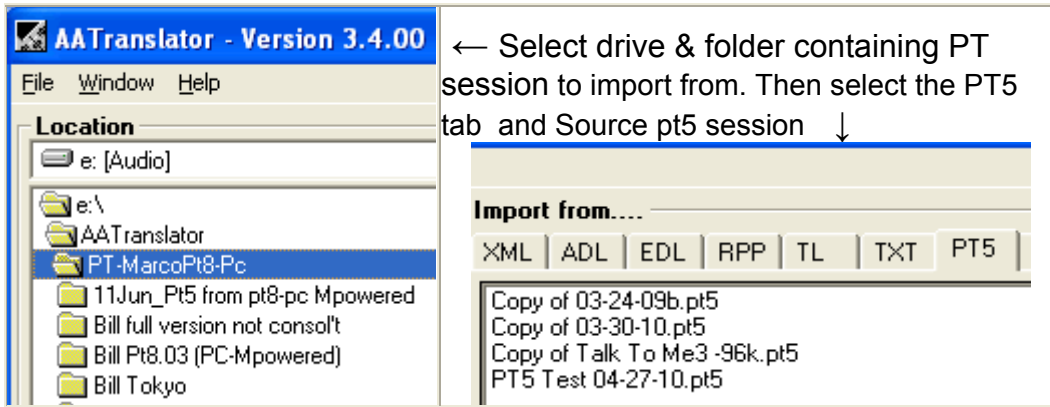 AATranslator - Version 3.4.00
File Window Help
Location
e: [Audio]
e:\
AATranslator
PT-MarcoPt8-Pc
11Jun_Pt5 from pt8-pc Mpowered
Bill full version not consol't
Bill Pt8.03 (PC-Mpowered)
Bill Tokyo
← Select drive & folder containing PT
session to import from. Then select the PT5
tab and Source pt5 session ↓
Import from....
XML ADL EDL RPP TL TXT PT5
Copy of 03-24-09b.pt5
Copy of 03-30-10.pt5
Copy of Talk To Me3 -96k.pt5
PT5 Test 04-27-10.pt5